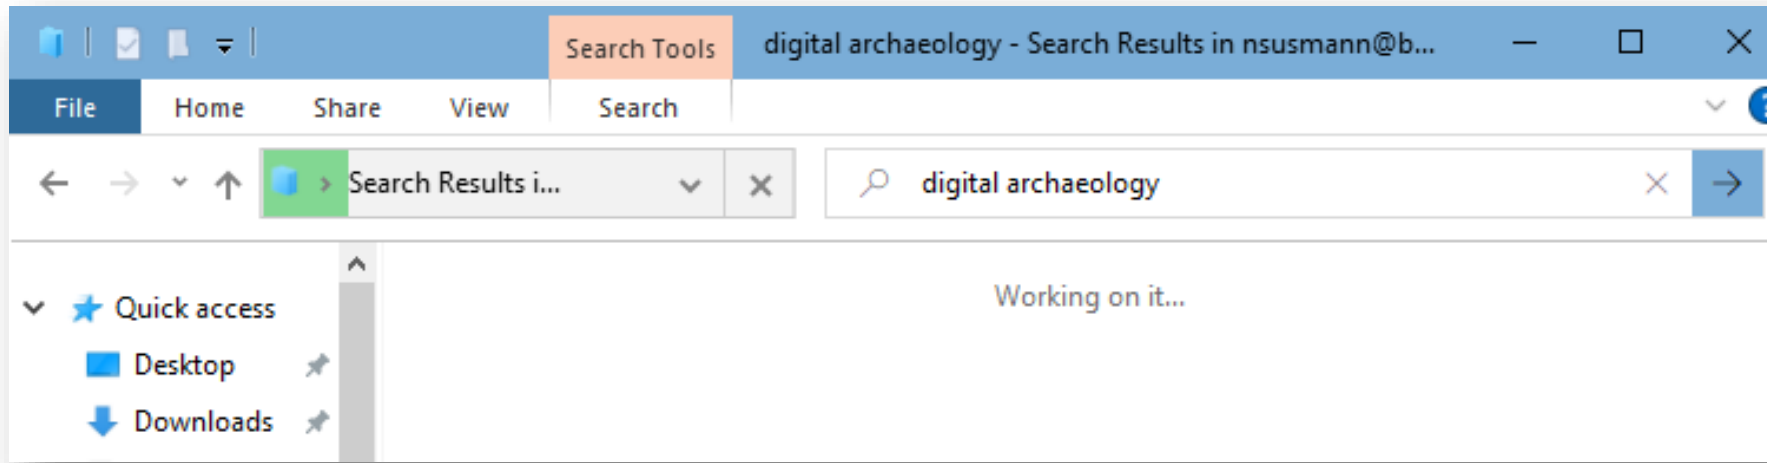 Search Tools
digital archaeology - Search Results in nsusmann@b...
File Home Share View Search
Search Results i...
digital archaeology
Working on it...
Quick access
Desktop
Downloads